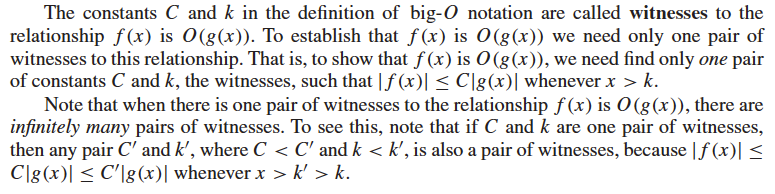 The constants C and k in the definition of big-O notation are called witnesses to the
relationship f(x) is O(g(x)). To establish that f(x) is O(g(x)) we need only one pair of
witnesses to this relationship. That is, to show that f(x) is O(g(x)), we need find only one pair
of constants C and k, the witnesses, such that |f(x)| ≤ C|g(x)| whenever x > k.
Note that when there is one pair of witnesses to the relationship f(x) is O(g(x)), there are
infinitely many pairs of witnesses. To see this, note that if C and k are one pair of witnesses,
then any pair C′ and k′, where C < C′ and k < k′, is also a pair of witnesses, because |f(x)| ≤
C|g(x)| ≤ C′|g(x)| whenever x > k′ > k.